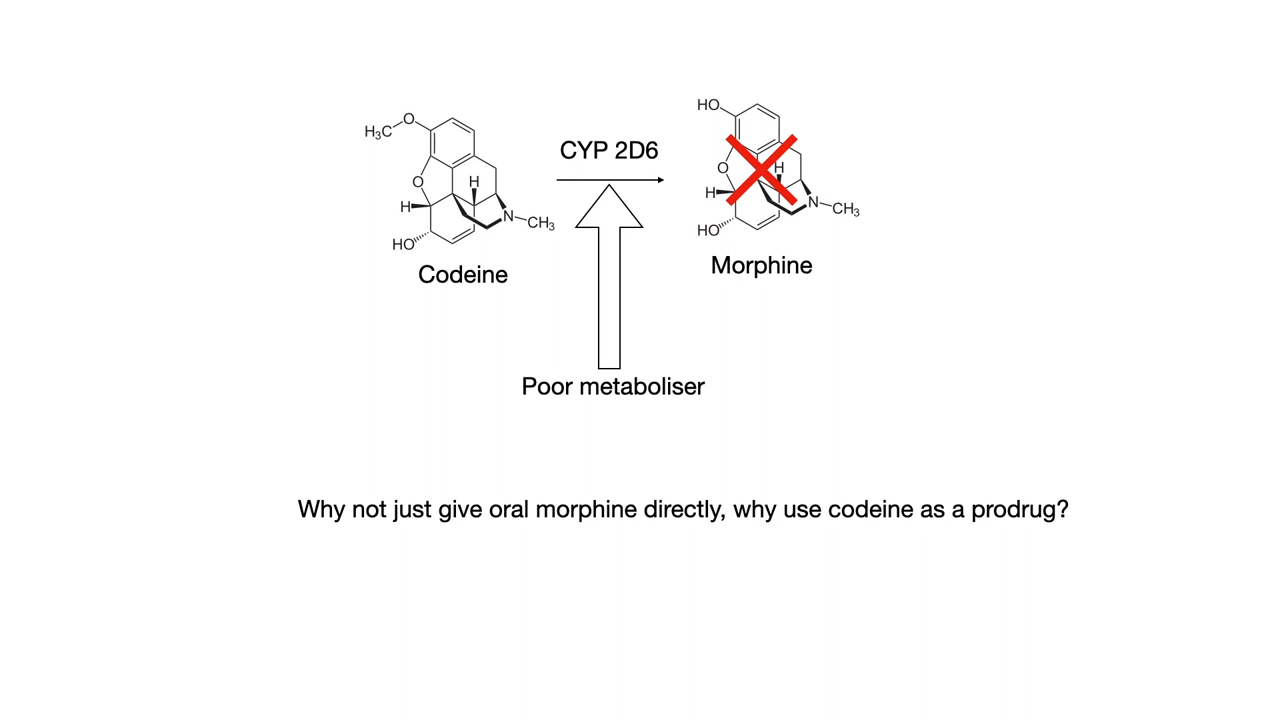 HO
H₃C
O
CYP 2D6
O
H
O
H
H
H
N
CH₃
N
CH₃
HO
HO
Codeine
Morphine
Poor metaboliser
Why not just give oral morphine directly, why use codeine as a prodrug?